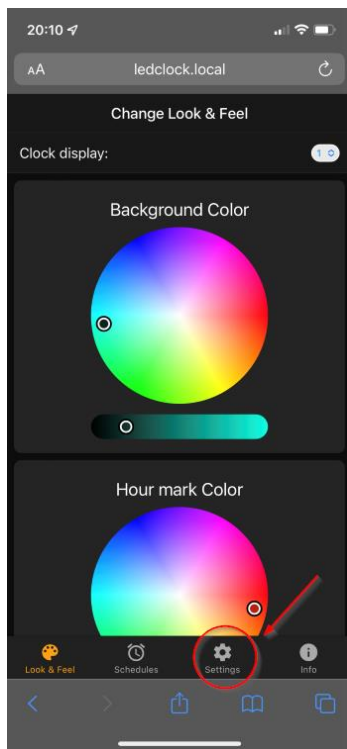 20:10
AA
ledclock.local
Change Look & Feel
Clock display:
1
Background Color
Hour mark Color
Look & Feel
Schedules
Settings
Info